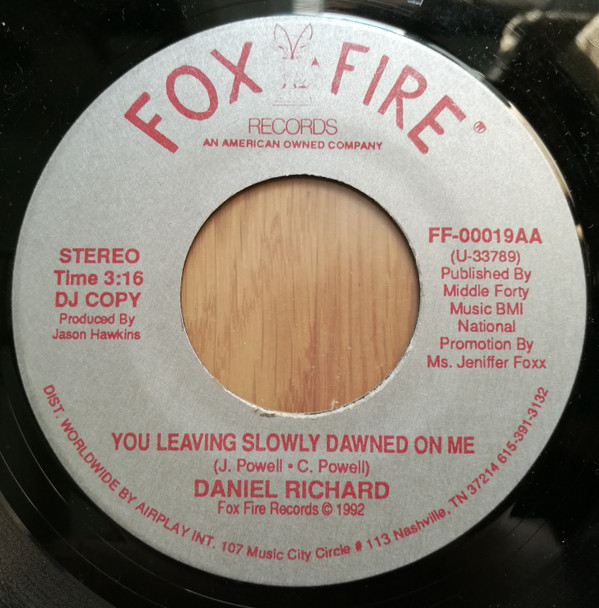 FOX FIRE®
RECORDS
AN AMERICAN OWNED COMPANY
STEREO
Time 3:16
DJ COPY
Produced By
Jason Hawkins
FF-00019AA
(U-33789)
Published By
Middle Forty
Music BMI
National
Promotion By
Ms. Jeniffer Foxx
YOU LEAVING SLOWLY DAWNED ON ME
(J. Powell • C. Powell)
DANIEL RICHARD
Fox Fire Records © 1992
DIST. WORLDWIDE BY AIRPLAY INT. 107 Music City Circle # 113 Nashville, TN 37214 615-391-3132